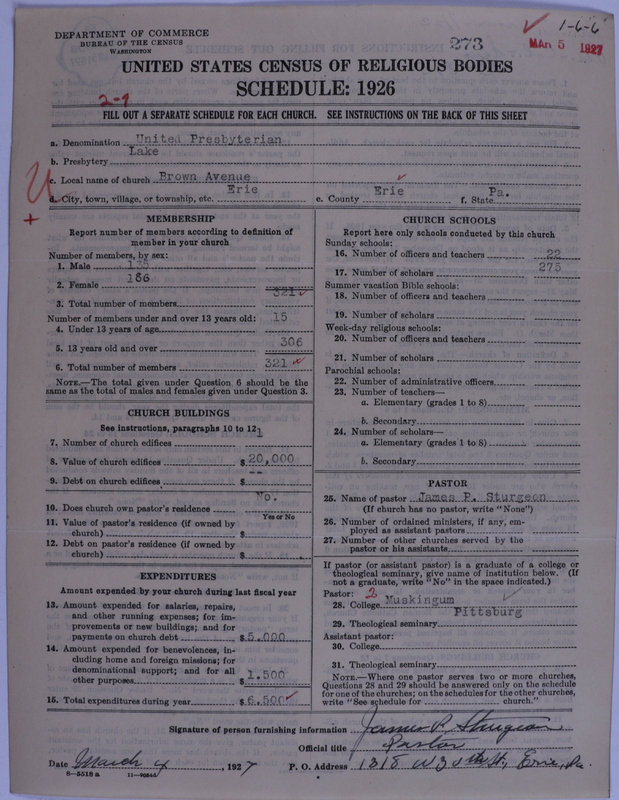 DEPARTMENT OF COMMERCE
BUREAU OF THE CENSUS
WASHINGTON
273
1-6-6
MAR 5 1927
UNITED STATES CENSUS OF RELIGIOUS BODIES
SCHEDULE: 1926
2-9
FILL OUT A SEPARATE SCHEDULE FOR EACH CHURCH. SEE INSTRUCTIONS ON THE BACK OF THIS SHEET
a. Denomination United Presbyterian
b. Presbytery Lake
c. Local name of church Brown Avenue
d. City, town, village, or township, etc. Erie e. County Erie f. State Pa.
MEMBERSHIP
Report number of members according to definition of
member in your church
Number of members, by sex:
1. Male 135
2. Female 186
3. Total number of members 321
Number of members under and over 13 years old:
4. Under 13 years of age 15
5. 13 years old and over 306
6. Total number of members 321
NOTE.—The total given under Question 6 should be the
same as the total of males and females given under Question 3.
CHURCH BUILDINGS
See instructions, paragraphs 10 to 12
7. Number of church edifices 1
8. Value of church edifices $ 20,000
9. Debt on church edifices $ --
10. Does church own pastor's residence No.
Yes or No
11. Value of pastor's residence (if owned by
church) $
12. Debt on pastor's residence (if owned by
church) $
EXPENDITURES
Amount expended by your church during last fiscal year
13. Amount expended for salaries, repairs,
and other running expenses; for im-
provements or new buildings; and for
payments on church debt $ 5.000
14. Amount expended for benevolences, in-
cluding home and foreign missions; for
denominational support; and for all
other purposes $ 1.500
15. Total expenditures during year $ 6.500
CHURCH SCHOOLS
Report here only schools conducted by this church
Sunday schools:
16. Number of officers and teachers 22
17. Number of scholars 275
Summer vacation Bible schools:
18. Number of officers and teachers
19. Number of scholars
Week-day religious schools:
20. Number of officers and teachers
21. Number of scholars
Parochial schools:
22. Number of administrative officers
23. Number of teachers—
a. Elementary (grades 1 to 8)
b. Secondary
24. Number of scholars—
a. Elementary (grades 1 to 8)
b. Secondary
PASTOR
25. Name of pastor James P. Sturgeon
(If church has no pastor, write "None")
26. Number of ordained ministers, if any, em-
ployed as assistant pastors
27. Number of other churches served by the
pastor or his assistants
If pastor (or assistant pastor) is a graduate of a college or
theological seminary, give name of institution below. (If
not a graduate, write "No" in the space indicated.)
Pastor: 2
28. College Muskingum
29. Theological seminary Pittsburg
Assistant pastor:
30. College
31. Theological seminary
NOTE.—Where one pastor serves two or more churches,
Questions 28 and 29 should be answered only on the schedule
for one of the churches; on the schedules for the other churches,
write "See schedule for church."
Signature of person furnishing information James P. Sturgeon
Official title Pastor
Date March 4, 1927 P. O. Address 1318 W 30th St, Erie, Pa.
8—5518 a